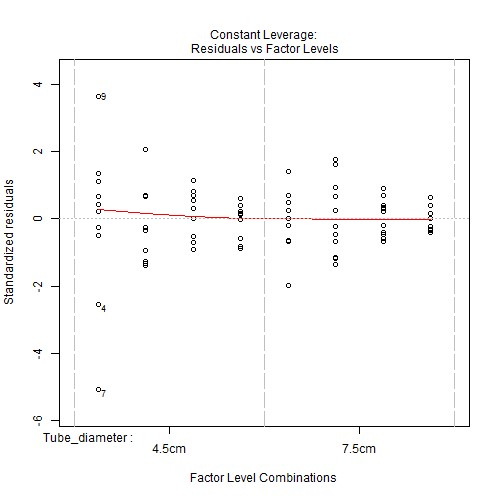 Constant Leverage:
Residuals vs Factor Levels
Standardized residuals
4
2
0
-2
-4
-6
9
4
7
Tube_diameter :
4.5cm
7.5cm
Factor Level Combinations